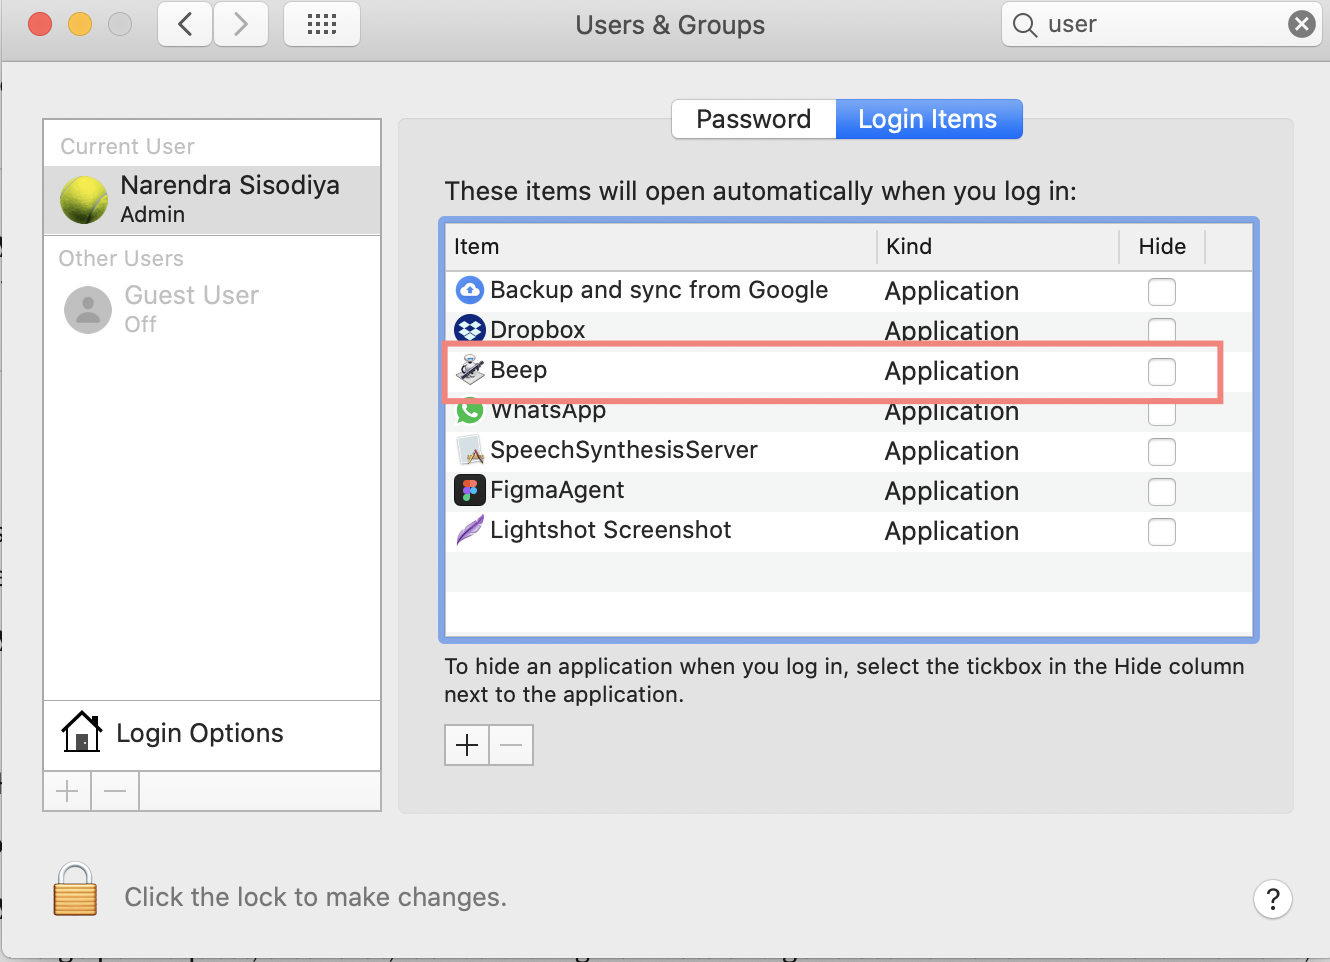 Users & Groups
user
Password
Login Items
Current User
Narendra Sisodiya
Admin
Other Users
Guest User
Off
Login Options
These items will open automatically when you log in:
Item Kind Hide
Backup and sync from Google Application
Dropbox Application
Beep Application
WhatsApp Application
SpeechSynthesisServer Application
FigmaAgent Application
Lightshot Screenshot Application
To hide an application when you log in, select the tickbox in the Hide column
next to the application.
Click the lock to make changes.
?